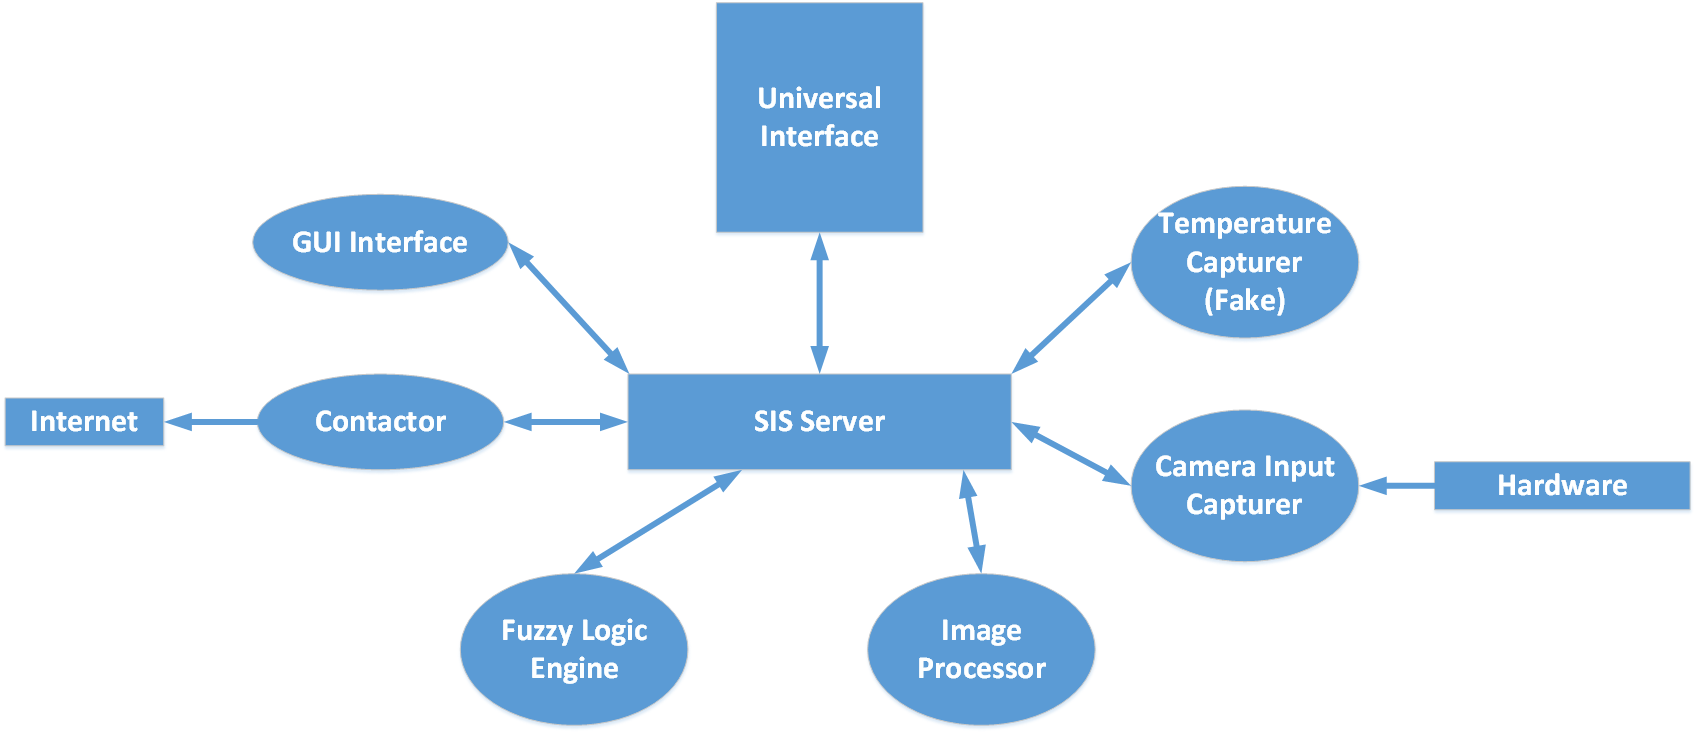 Universal
Interface
GUI Interface
Temperature
Capturer
(Fake)
Internet
Contactor
SIS Server
Camera Input
Capturer
Hardware
Fuzzy Logic
Engine
Image
Processor